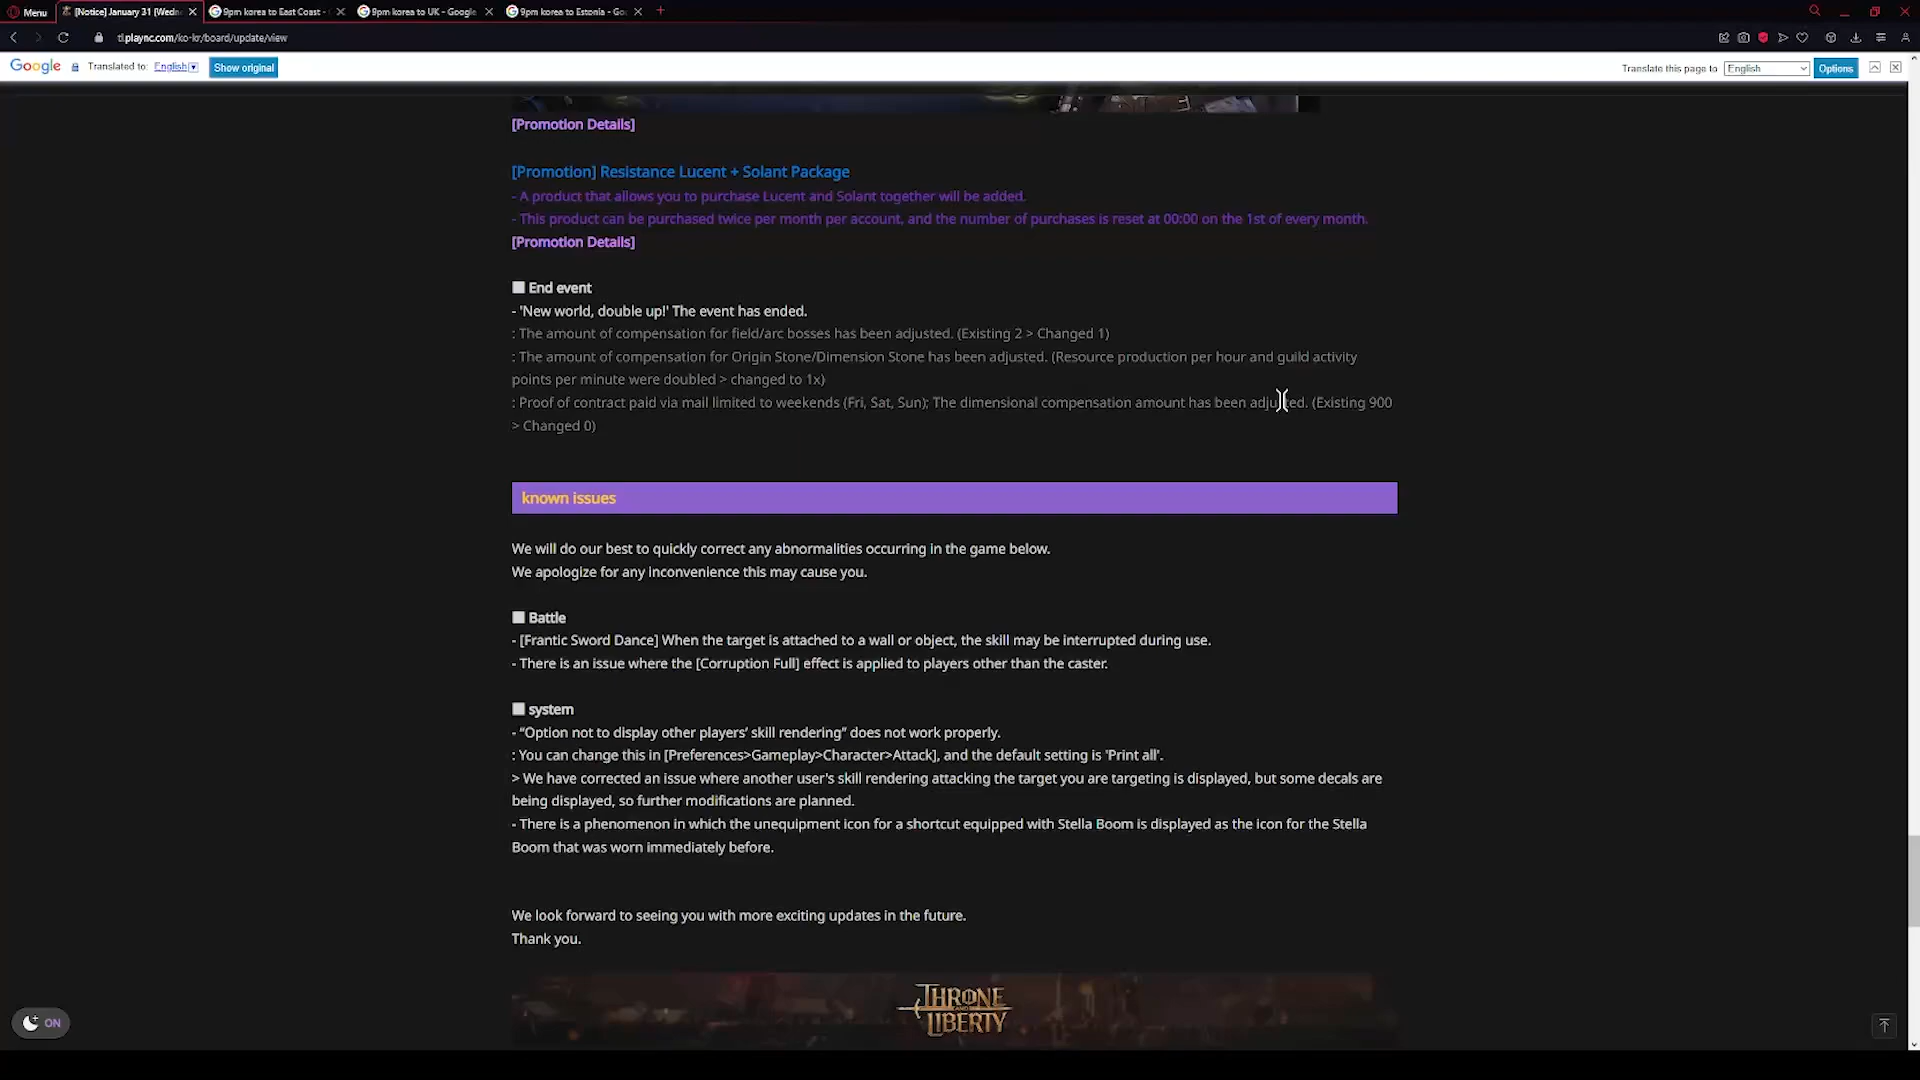 Menu
[Notice] January 31 (Wedn
9pm korea to East Coast -
9pm korea to UK - Google
9pm korea to Estonia - Go
tl.plaync.com/ko-kr/board/update/view
Google
Translated to: English
Show original
Translate this page to
English
Options
[Promotion Details]
[Promotion] Resistance Lucent + Solant Package
- A product that allows you to purchase Lucent and Solant together will be added.
- This product can be purchased twice per month per account, and the number of purchases is reset at 00:00 on the 1st of every month.
[Promotion Details]
End event
- 'New world, double up!' The event has ended.
: The amount of compensation for field/arc bosses has been adjusted. (Existing 2 > Changed 1)
: The amount of compensation for Origin Stone/Dimension Stone has been adjusted. (Resource production per hour and guild activity
points per minute were doubled > changed to 1x)
: Proof of contract paid via mail limited to weekends (Fri, Sat, Sun); The dimensional compensation amount has been adjusted. (Existing 900
> Changed 0)
known issues
We will do our best to quickly correct any abnormalities occurring in the game below.
We apologize for any inconvenience this may cause you.
Battle
- [Frantic Sword Dance] When the target is attached to a wall or object, the skill may be interrupted during use.
- There is an issue where the [Corruption Full] effect is applied to players other than the caster.
system
- “Option not to display other players’ skill rendering” does not work properly.
: You can change this in [Preferences>Gameplay>Character>Attack], and the default setting is 'Print all'.
> We have corrected an issue where another user's skill rendering attacking the target you are targeting is displayed, but some decals are
being displayed, so further modifications are planned.
- There is a phenomenon in which the unequipment icon for a shortcut equipped with Stella Boom is displayed as the icon for the Stella
Boom that was worn immediately before.
We look forward to seeing you with more exciting updates in the future.
Thank you.
THRONE
AND
LIBERTY
ON